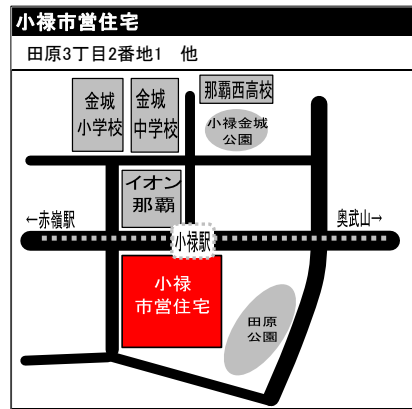 小禄市営住宅
田原3丁目2番地1　他
金城
小学校
金城
中学校
那覇西高校
小禄金城
公園
イオン
那覇
←赤嶺駅
奥武山→
小禄駅
小禄
市営住宅
田原
公園